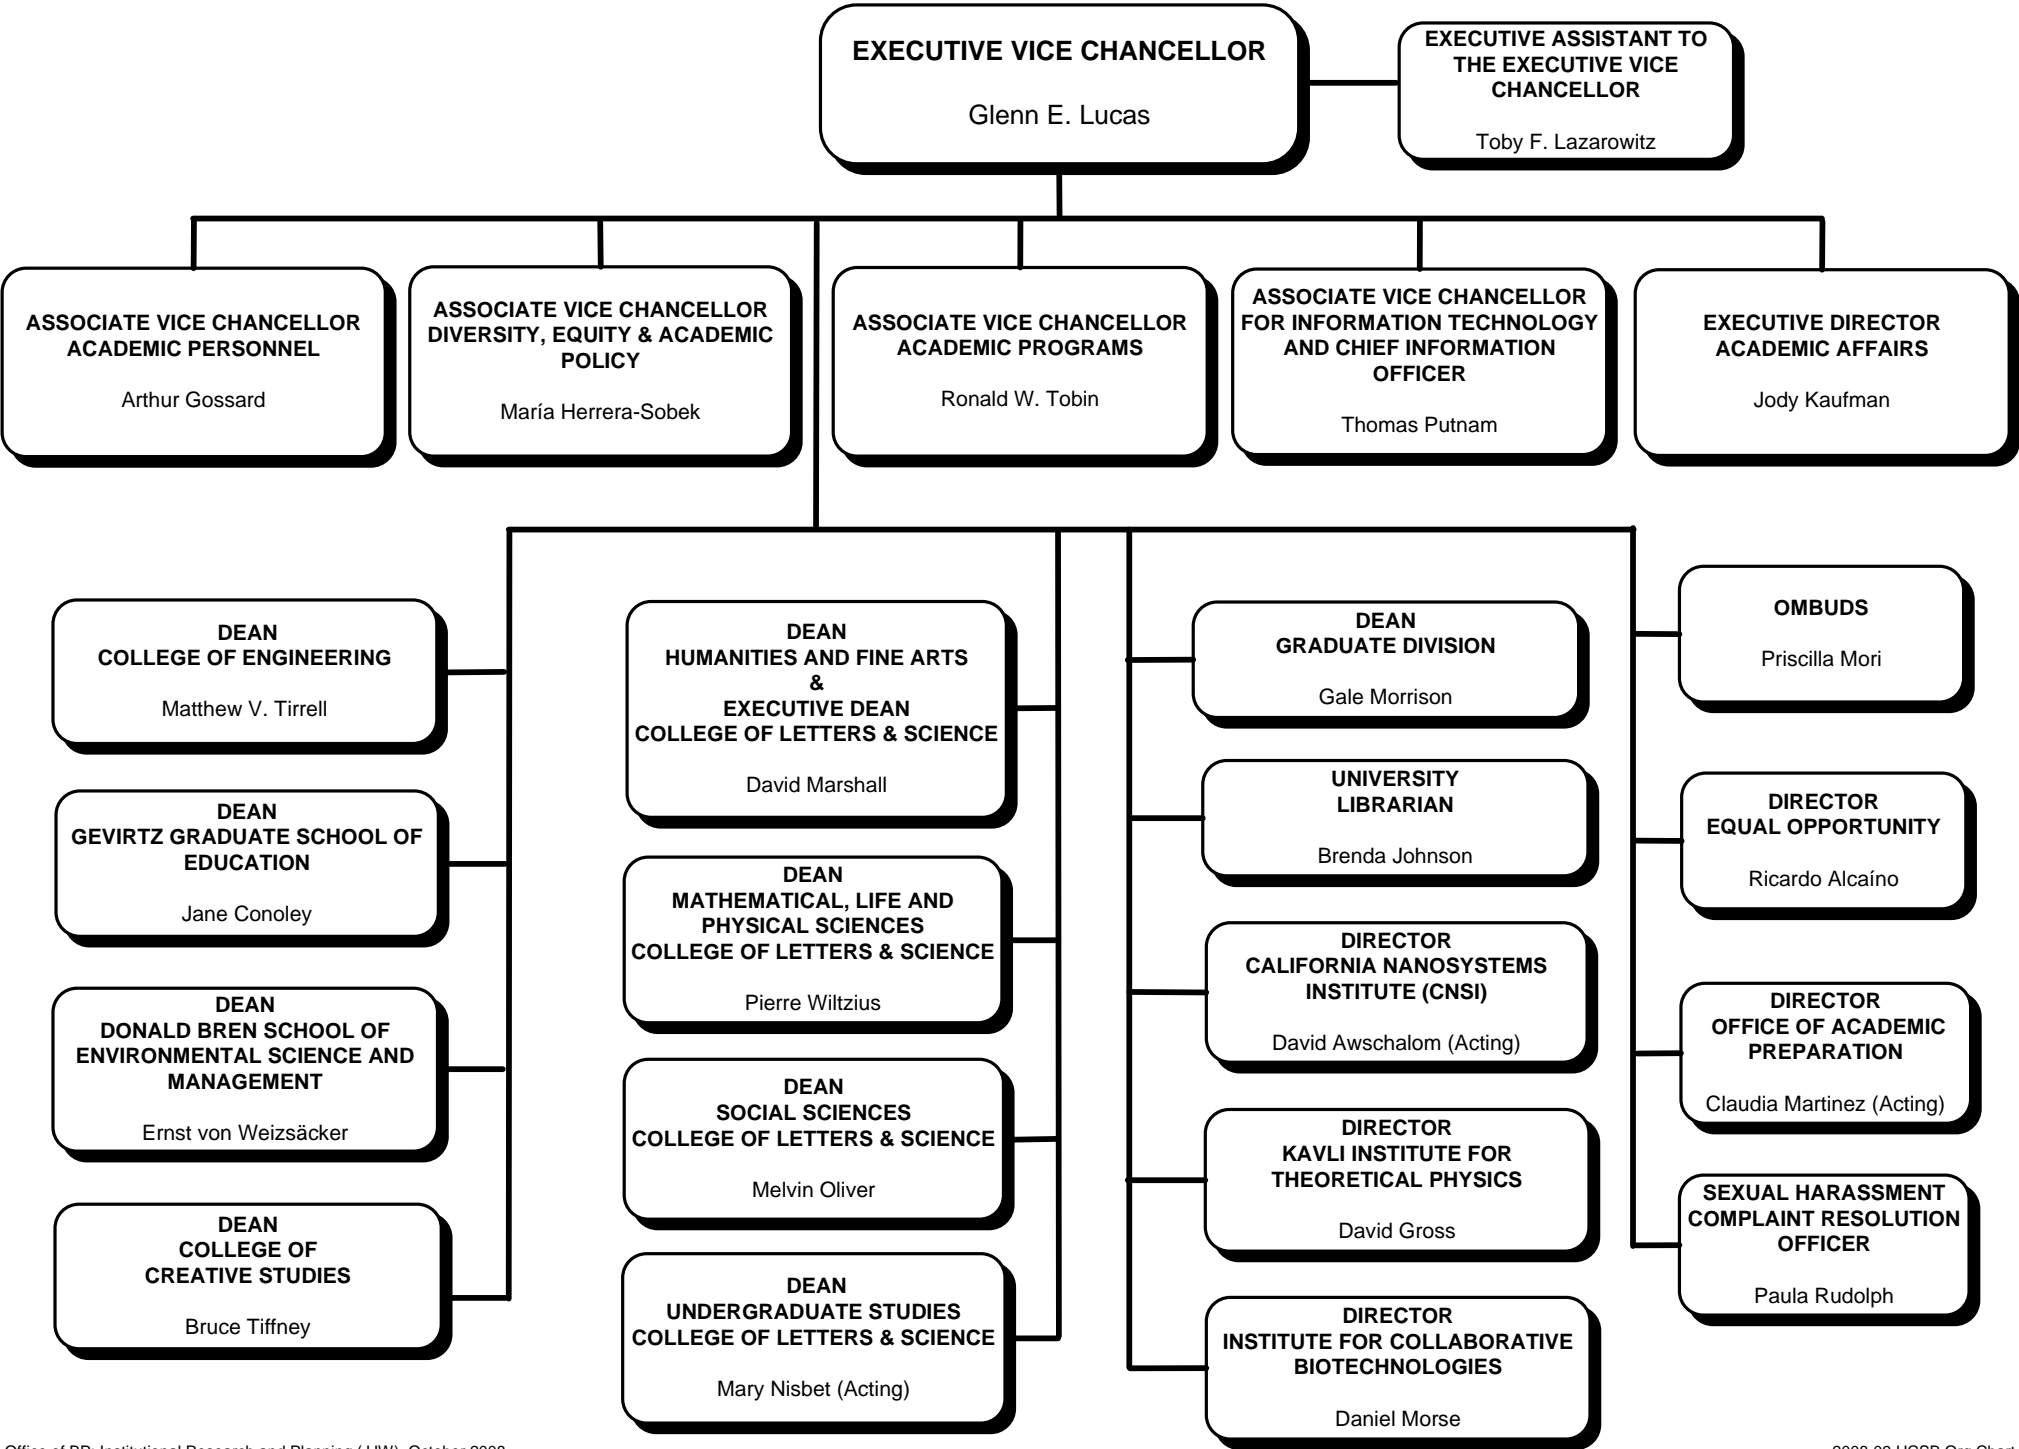 EXECUTIVE VICE CHANCELLOR
Glenn E. Lucas
EXECUTIVE ASSISTANT TO
THE EXECUTIVE VICE
CHANCELLOR
Toby F. Lazarowitz
ASSOCIATE VICE CHANCELLOR
ACADEMIC PERSONNEL
Arthur Gossard
ASSOCIATE VICE CHANCELLOR
DIVERSITY, EQUITY & ACADEMIC
POLICY
María Herrera-Sobek
ASSOCIATE VICE CHANCELLOR
ACADEMIC PROGRAMS
Ronald W. Tobin
ASSOCIATE VICE CHANCELLOR
FOR INFORMATION TECHNOLOGY
AND CHIEF INFORMATION
OFFICER
Thomas Putnam
EXECUTIVE DIRECTOR
ACADEMIC AFFAIRS
Jody Kaufman
DEAN
COLLEGE OF ENGINEERING
Matthew V. Tirrell
DEAN
GEVIRTZ GRADUATE SCHOOL OF
EDUCATION
Jane Conoley
DEAN
DONALD BREN SCHOOL OF
ENVIRONMENTAL SCIENCE AND
MANAGEMENT
Ernst von Weizsäcker
DEAN
COLLEGE OF
CREATIVE STUDIES
Bruce Tiffney
DEAN
HUMANITIES AND FINE ARTS
&
EXECUTIVE DEAN
COLLEGE OF LETTERS & SCIENCE
David Marshall
DEAN
MATHEMATICAL, LIFE AND
PHYSICAL SCIENCES
COLLEGE OF LETTERS & SCIENCE
Pierre Wiltzius
DEAN
SOCIAL SCIENCES
COLLEGE OF LETTERS & SCIENCE
Melvin Oliver
DEAN
UNDERGRADUATE STUDIES
COLLEGE OF LETTERS & SCIENCE
Mary Nisbet (Acting)
DEAN
GRADUATE DIVISION
Gale Morrison
UNIVERSITY
LIBRARIAN
Brenda Johnson
DIRECTOR
CALIFORNIA NANOSYSTEMS
INSTITUTE (CNSI)
David Awschalom (Acting)
DIRECTOR
KAVLI INSTITUTE FOR
THEORETICAL PHYSICS
David Gross
DIRECTOR
INSTITUTE FOR COLLABORATIVE
BIOTECHNOLOGIES
Daniel Morse
OMBUDS
Priscilla Mori
DIRECTOR
EQUAL OPPORTUNITY
Ricardo Alcaíno
DIRECTOR
OFFICE OF ACADEMIC
PREPARATION
Claudia Martinez (Acting)
SEXUAL HARASSMENT
COMPLAINT RESOLUTION
OFFICER
Paula Rudolph